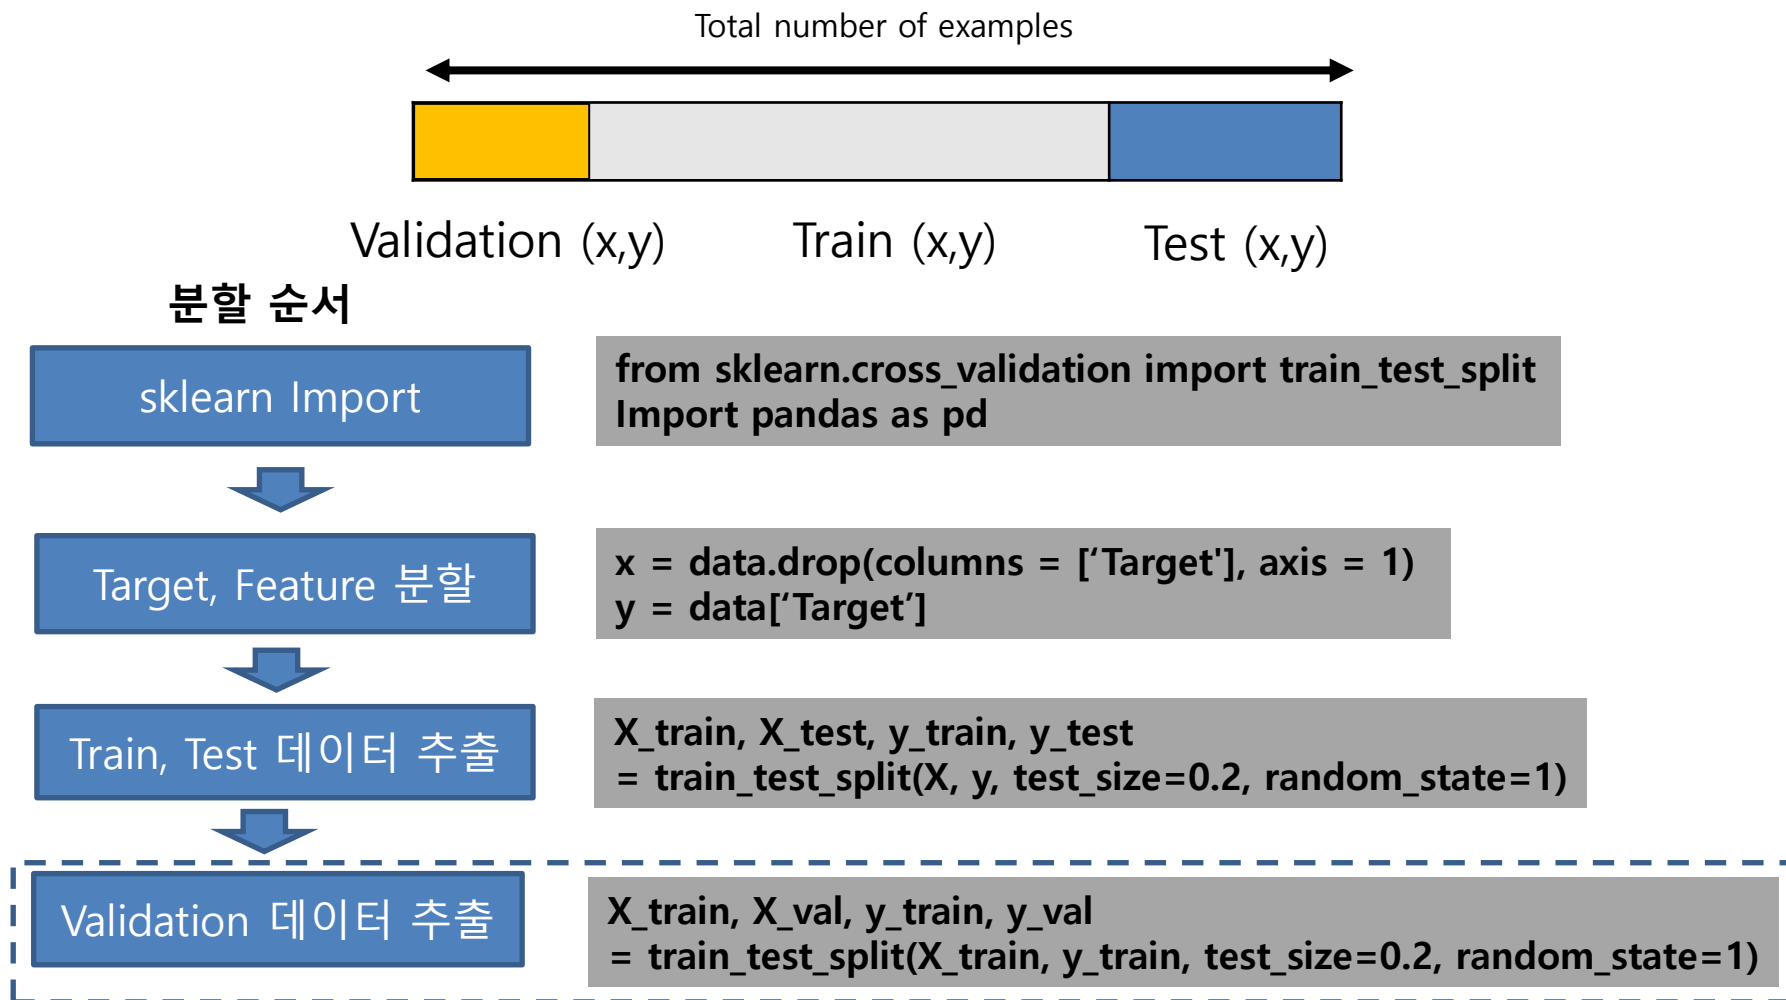 Total number of examples
Validation (x,y)
Train (x,y)
Test (x,y)
분할 순서
sklearn Import
from sklearn.cross_validation import train_test_split
Import pandas as pd
Target, Feature 분할
x = data.drop(columns = [‘Target'], axis = 1)
y = data[‘Target’]
Train, Test 데이터 추출
X_train, X_test, y_train, y_test
= train_test_split(X, y, test_size=0.2, random_state=1)
Validation 데이터 추출
X_train, X_val, y_train, y_val
= train_test_split(X_train, y_train, test_size=0.2, random_state=1)